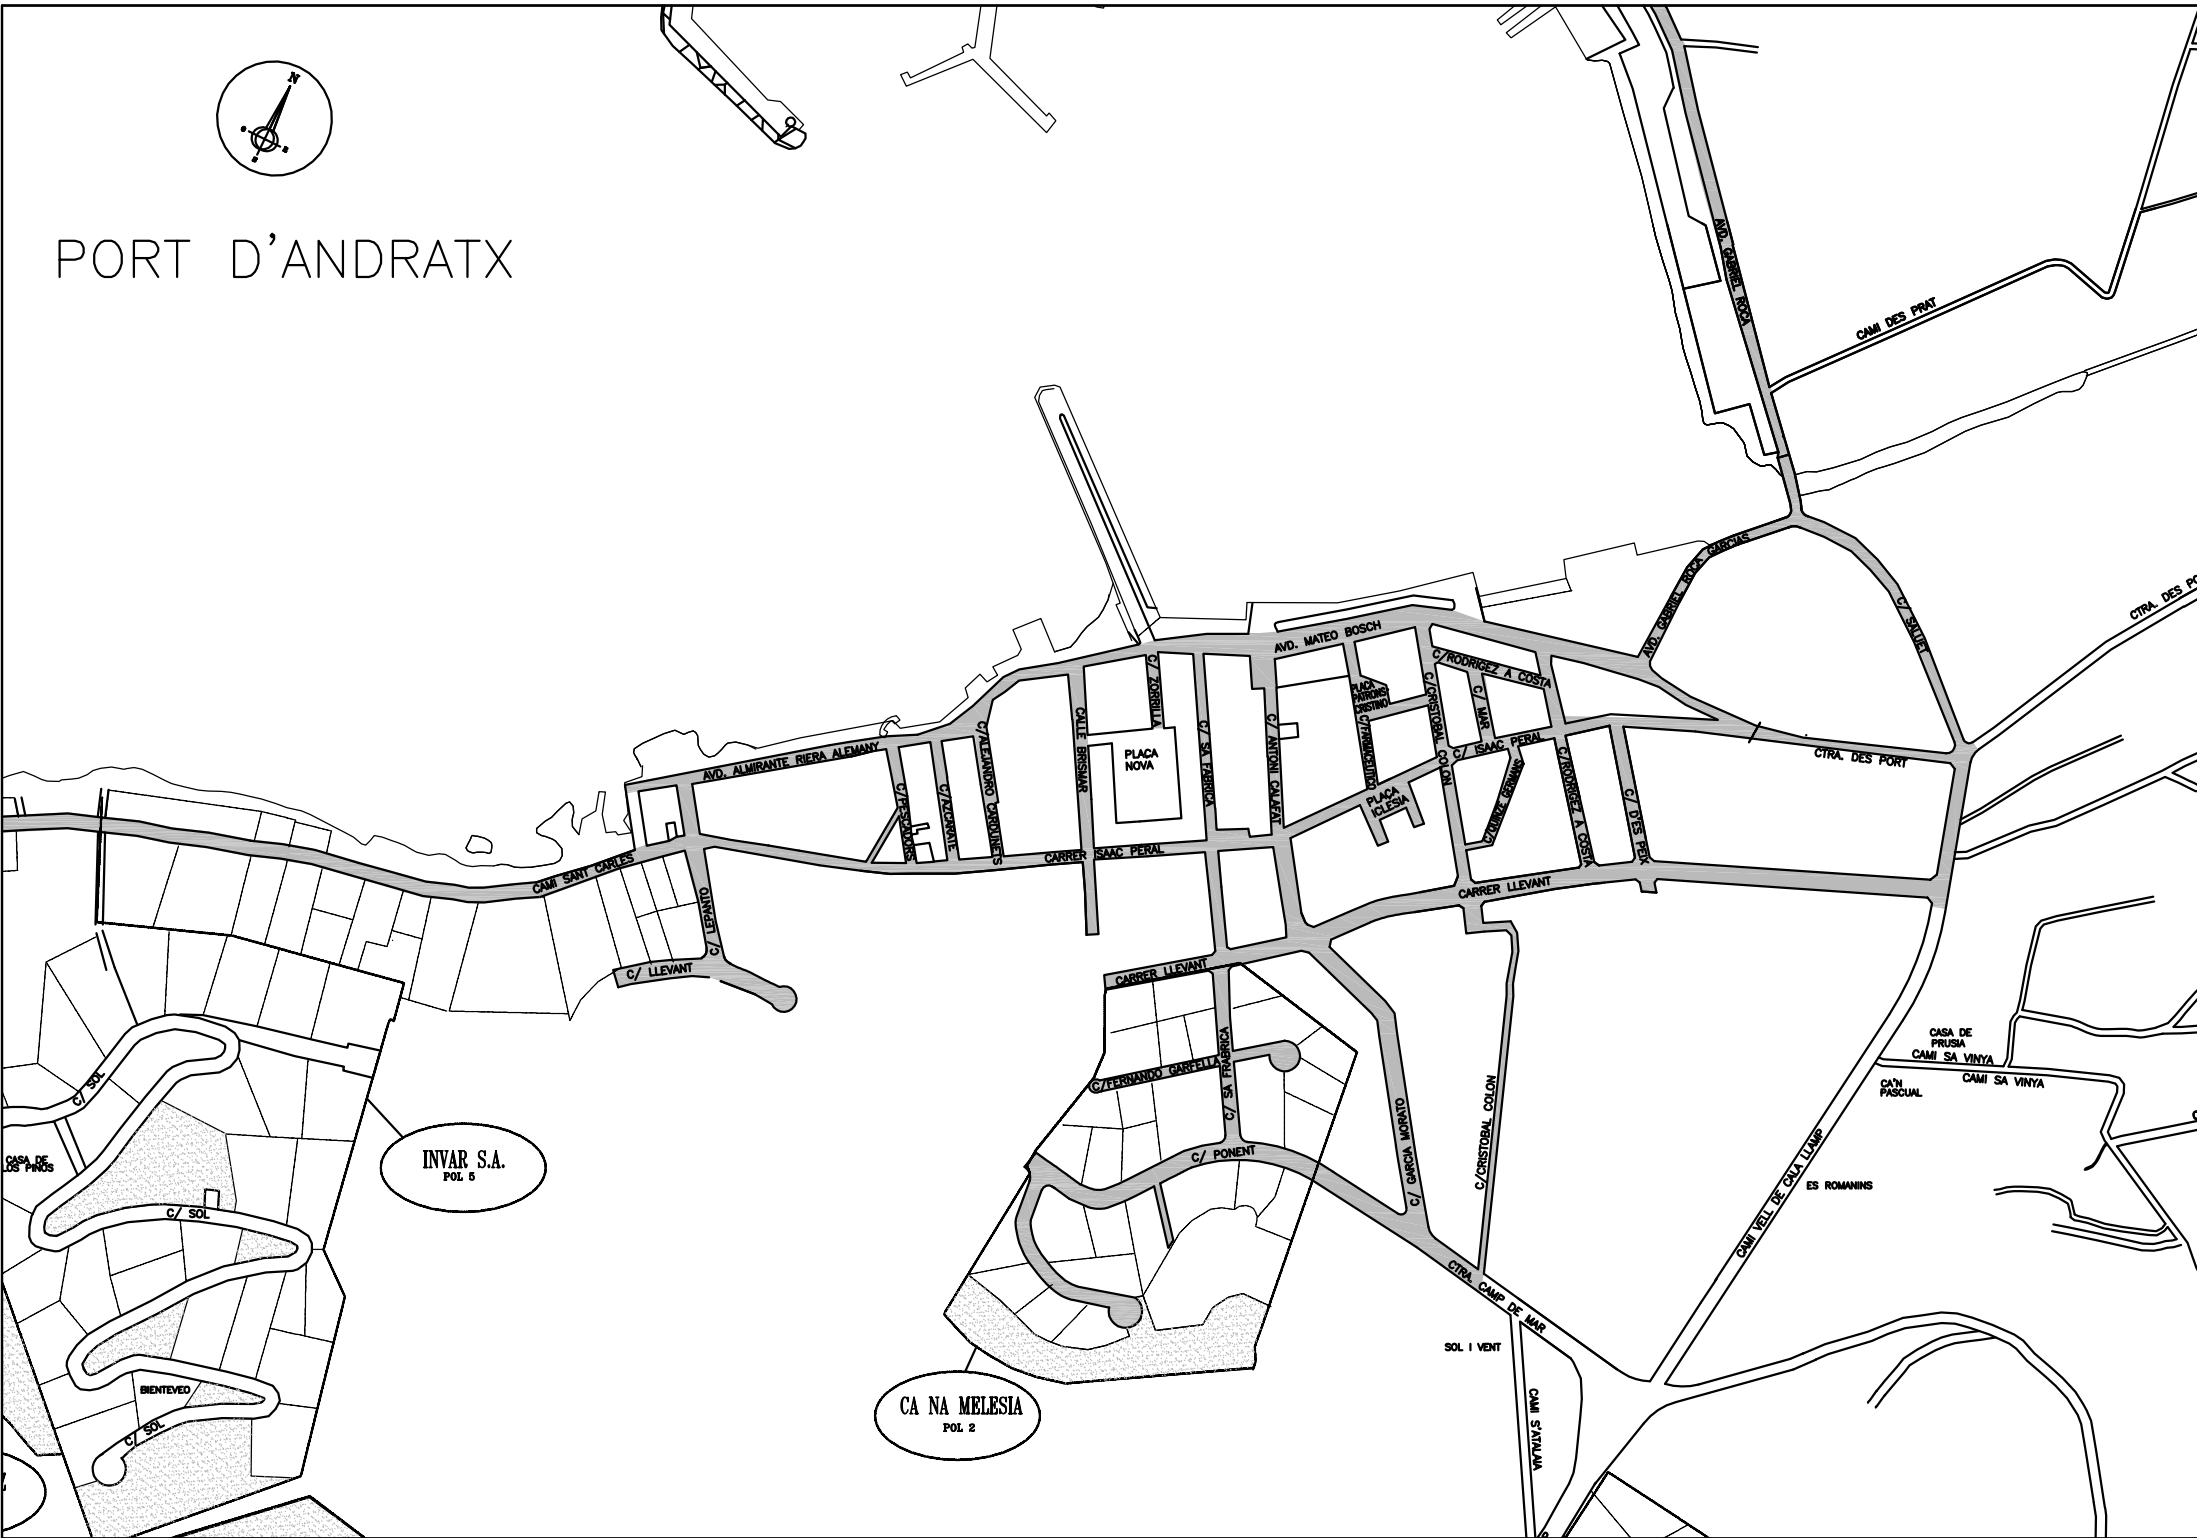 N
PORT D'ANDRATX
AVD. GABRIEL ROCA
CAMI DES PRAT
AVD. GABRIEL ROCA GARCIAS
C/ SALUET
CTRA. DES
AVD. MATEO BOSCH
C/RODRIGEZ A COSTA
C/ ZORRILLA
PLACA
PATRONS
CRISTINO
C/CRISTOBAL COLON
C/ MAR
C/ ISAAC PERAL
CALLE BRISMAR
C/ALEJANDRO CARDUNETS
AVD. ALMIRANTE RIERA ALEMANY
PLACA
NOVA
C/ SA FABRICA
C/ ANTONI CALAFAT
C/FARMACEUTICO
CTRA. DES PORT
C/PESCADORS
C/AZCARATE
PLAÇA
IGLESIA
C/QUINZE GERMANS
C/RODRIGEZ A COSTA
C/ D'ES PEIX
CARRER ISAAC PERAL
CAMI SANT CARLES
CARRER LLEVANT
C/ LEPANTO
C/ LLEVANT
CARRER LLEVANT
CASA DE
PRUSIA
CAMI SA VINYA
CAMI SA VINYA
CA'N
PASCUAL
C/ SOL
C/FERNANDO GARFELLA
C/ SA FRABRICA
C/ GARCIA MORATO
C/CRISTOBAL COLON
CASA DE
LOS PINOS
INVAR S.A.
POL 5
C/ PONENT
CAMI VELL DE CALA LLAMP
ES ROMANINS
C/ SOL
CTRA. CAMP DE MAR
SOL I VENT
BIENTEVEO
C/ SOL
CA NA MELESIA
POL 2
CAMI S'ATALAIA